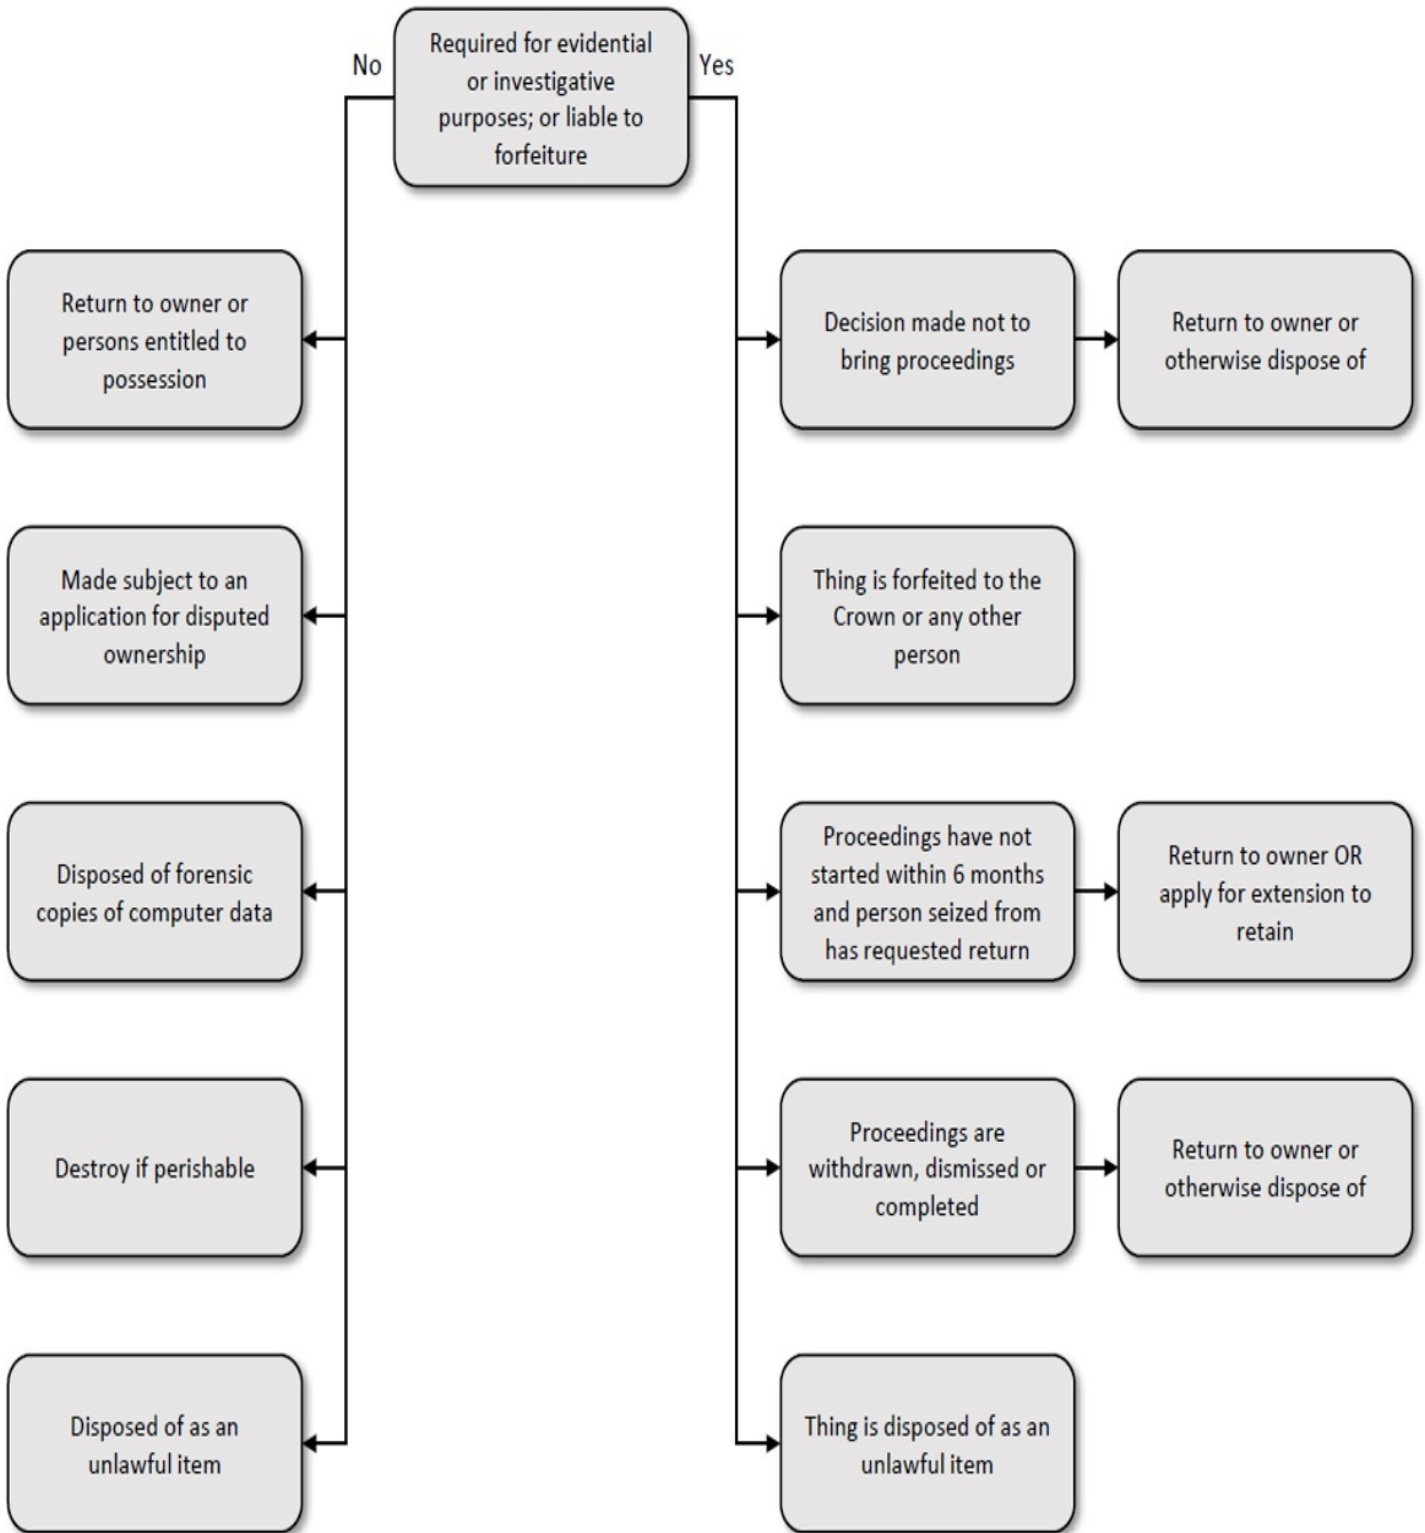 Required for evidential
or investigative
purposes; or liable to
forfeiture
No
Yes
Return to owner or
persons entitled to
possession
Decision made not to
bring proceedings
Return to owner or
otherwise dispose of
Made subject to an
application for disputed
ownership
Thing is forfeited to the
Crown or any other
person
Disposed of forensic
copies of computer data
Proceedings have not
started within 6 months
and person seized from
has requested return
Return to owner OR
apply for extension to
retain
Destroy if perishable
Proceedings are
withdrawn, dismissed or
completed
Return to owner or
otherwise dispose of
Disposed of as an
unlawful item
Thing is disposed of as an
unlawful item